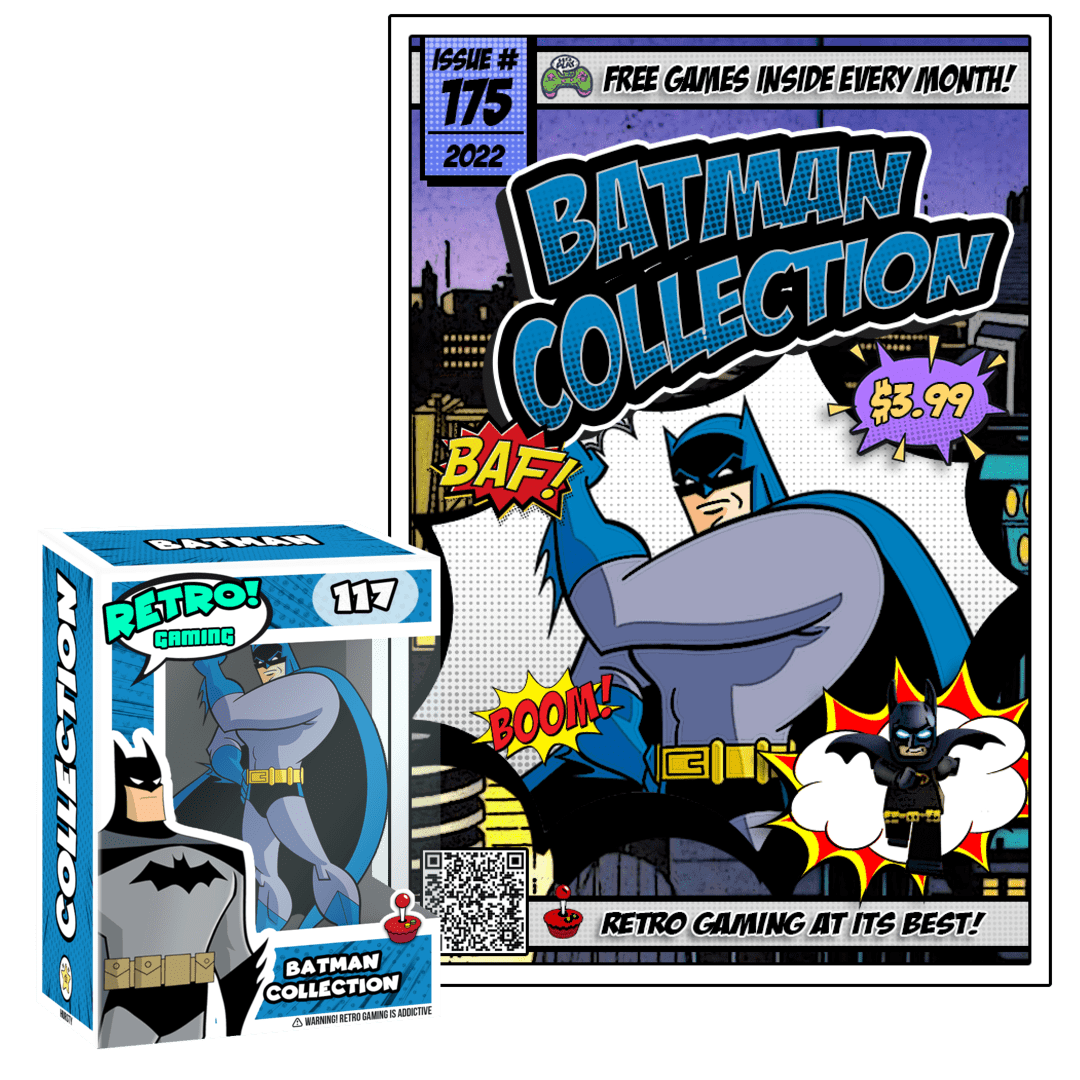 ISSUE #
175
2022
FREE GAMES INSIDE EVERY MONTH!
BATMAN
COLLECTION
$3.99
BAF!
BOOM!
RETRO GAMING AT ITS BEST!
BATMAN
COLLECTION
RETRO!
GAMING
117
BATMAN
COLLECTION
WARNING! RETRO GAMING IS ADDICTIVE